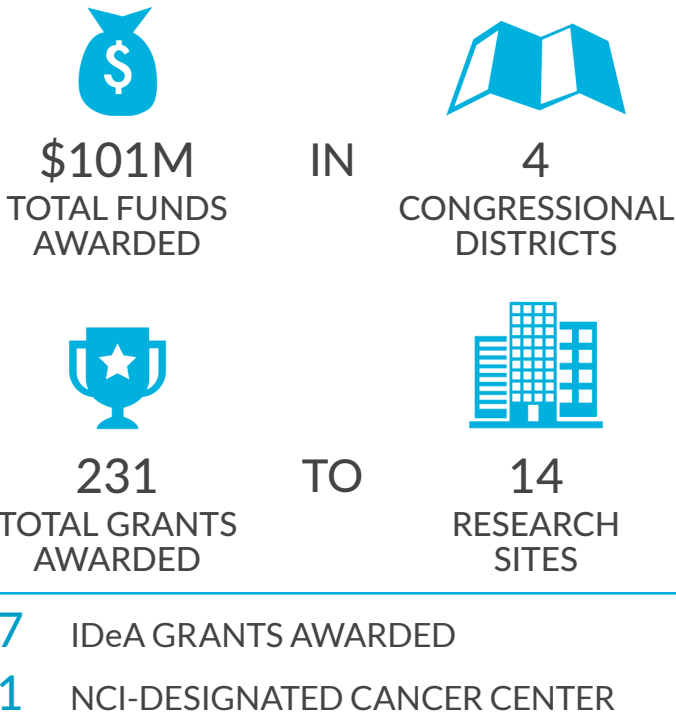 $
$101M IN 4
TOTAL FUNDS CONGRESSIONAL
AWARDED DISTRICTS
231 TO 14
TOTAL GRANTS RESEARCH
AWARDED SITES
7 IDeA GRANTS AWARDED
1 NCI-DESIGNATED CANCER CENTER